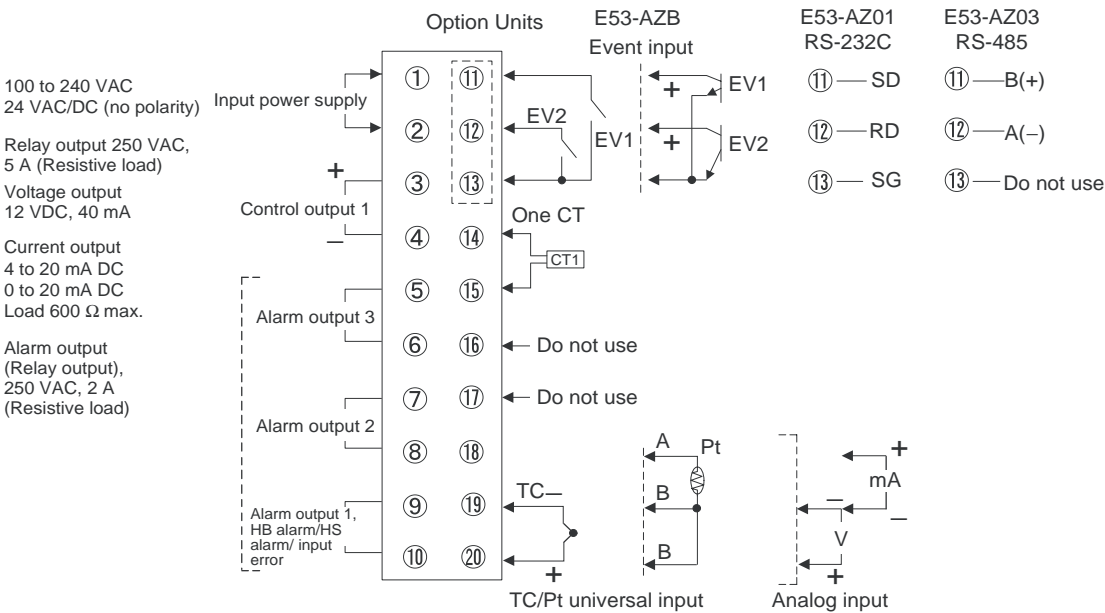 Option Units
E53-AZB
Event input
E53-AZ01
RS-232C
E53-AZ03
RS-485
100 to 240 VAC
24 VAC/DC (no polarity)
Input power supply
Relay output 250 VAC,
5 A (Resistive load)
Voltage output
12 VDC, 40 mA
Current output
4 to 20 mA DC
0 to 20 mA DC
Load 600 Ω max.
Alarm output
(Relay output),
250 VAC, 2 A
(Resistive load)
+
Control output 1
–
Alarm output 3
Alarm output 2
Alarm output 1,
HB alarm/HS
alarm/ input
error
① ⑪
② ⑫
③ ⑬
④ ⑭
⑤ ⑮
⑥ ⑯
⑦ ⑰
⑧ ⑱
⑨ ⑲
⑩ ⑳
EV2
EV1
+
EV1
+
EV2
⑪ SD
⑫ RD
⑬ SG
⑪ B(+)
⑫ A(−)
⑬ Do not use
One CT
CT1
Do not use
Do not use
TC–
+
A
Pt
B
B
TC/Pt universal input
+
mA
–
–
V
+
Analog input